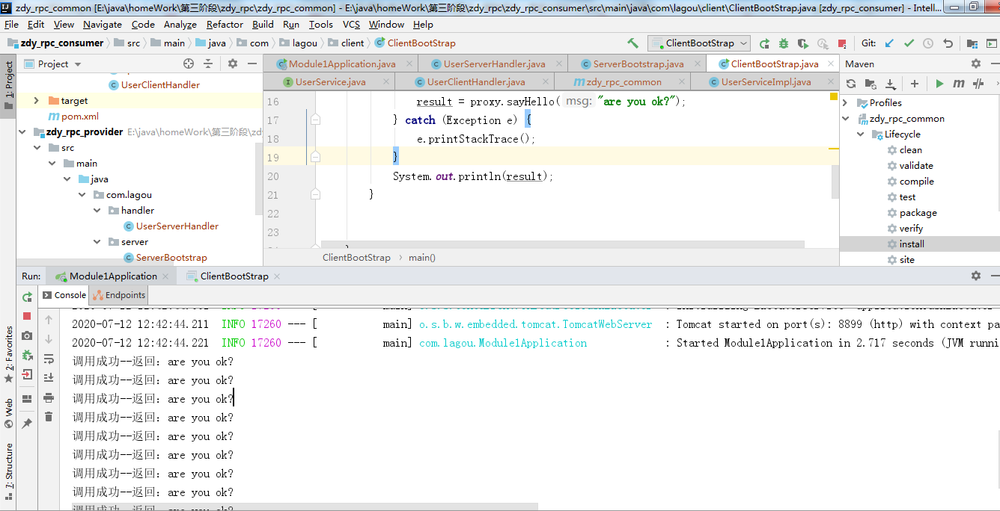 zdy_rpc_common [E:\java\homeWork\第三阶段\zdy_rpc\zdy_rpc_common] - E:\java\homeWork\第三阶段\zdy_rpc\zdy_rpc_consumer\src\main\java\com\lagou\client\ClientBootStrap.java [zdy_rpc_consumer] - Intell...
File Edit View Navigate Code Analyze Refactor Build Run Tools VCS Window Help
zdy_rpc_consumer src main java com lagou client ClientBootStrap
ClientBootStrap Git:
1: Project
Project
UserClientHandler
target
pom.xml
zdy_rpc_provider E:\java\homeWork\第三阶段\zd
src
main
java
com.lagou
handler
UserServerHandler
server
ServerBootstrap
Module1Application.java UserServerHandler.java ServerBootstrap.java ClientBootStrap.java
UserService.java UserClientHandler.java zdy_rpc_common UserServiceImpl.java
16 result = proxy.sayHello( msg: "are you ok?");
17 } catch (Exception e) {
18 e.printStackTrace();
19 }
20 System.out.println(result);
21 }
22
23
ClientBootStrap main()
Maven
Profiles
zdy_rpc_common
Lifecycle
clean
validate
compile
test
package
verify
install
site
Run: Module1Application ClientBootStrap
Console Endpoints
2020-07-12 12:42:44.211 INFO 17260 --- [ main] o.s.b.w.embedded.tomcat.TomcatWebServer : Tomcat started on port(s): 8899 (http) with context pa
2020-07-12 12:42:44.221 INFO 17260 --- [ main] com.lagou.Module1Application : Started Module1Application in 2.717 seconds (JVM runni
调用成功--返回：are you ok?
调用成功--返回：are you ok?
调用成功--返回：are you ok?
调用成功--返回：are you ok?
调用成功--返回：are you ok?
调用成功--返回：are you ok?
调用成功--返回：are you ok?
调用成功--返回：are you ok?
调用成功--返回：are you ok?
2: Favorites
Web
7: Structure